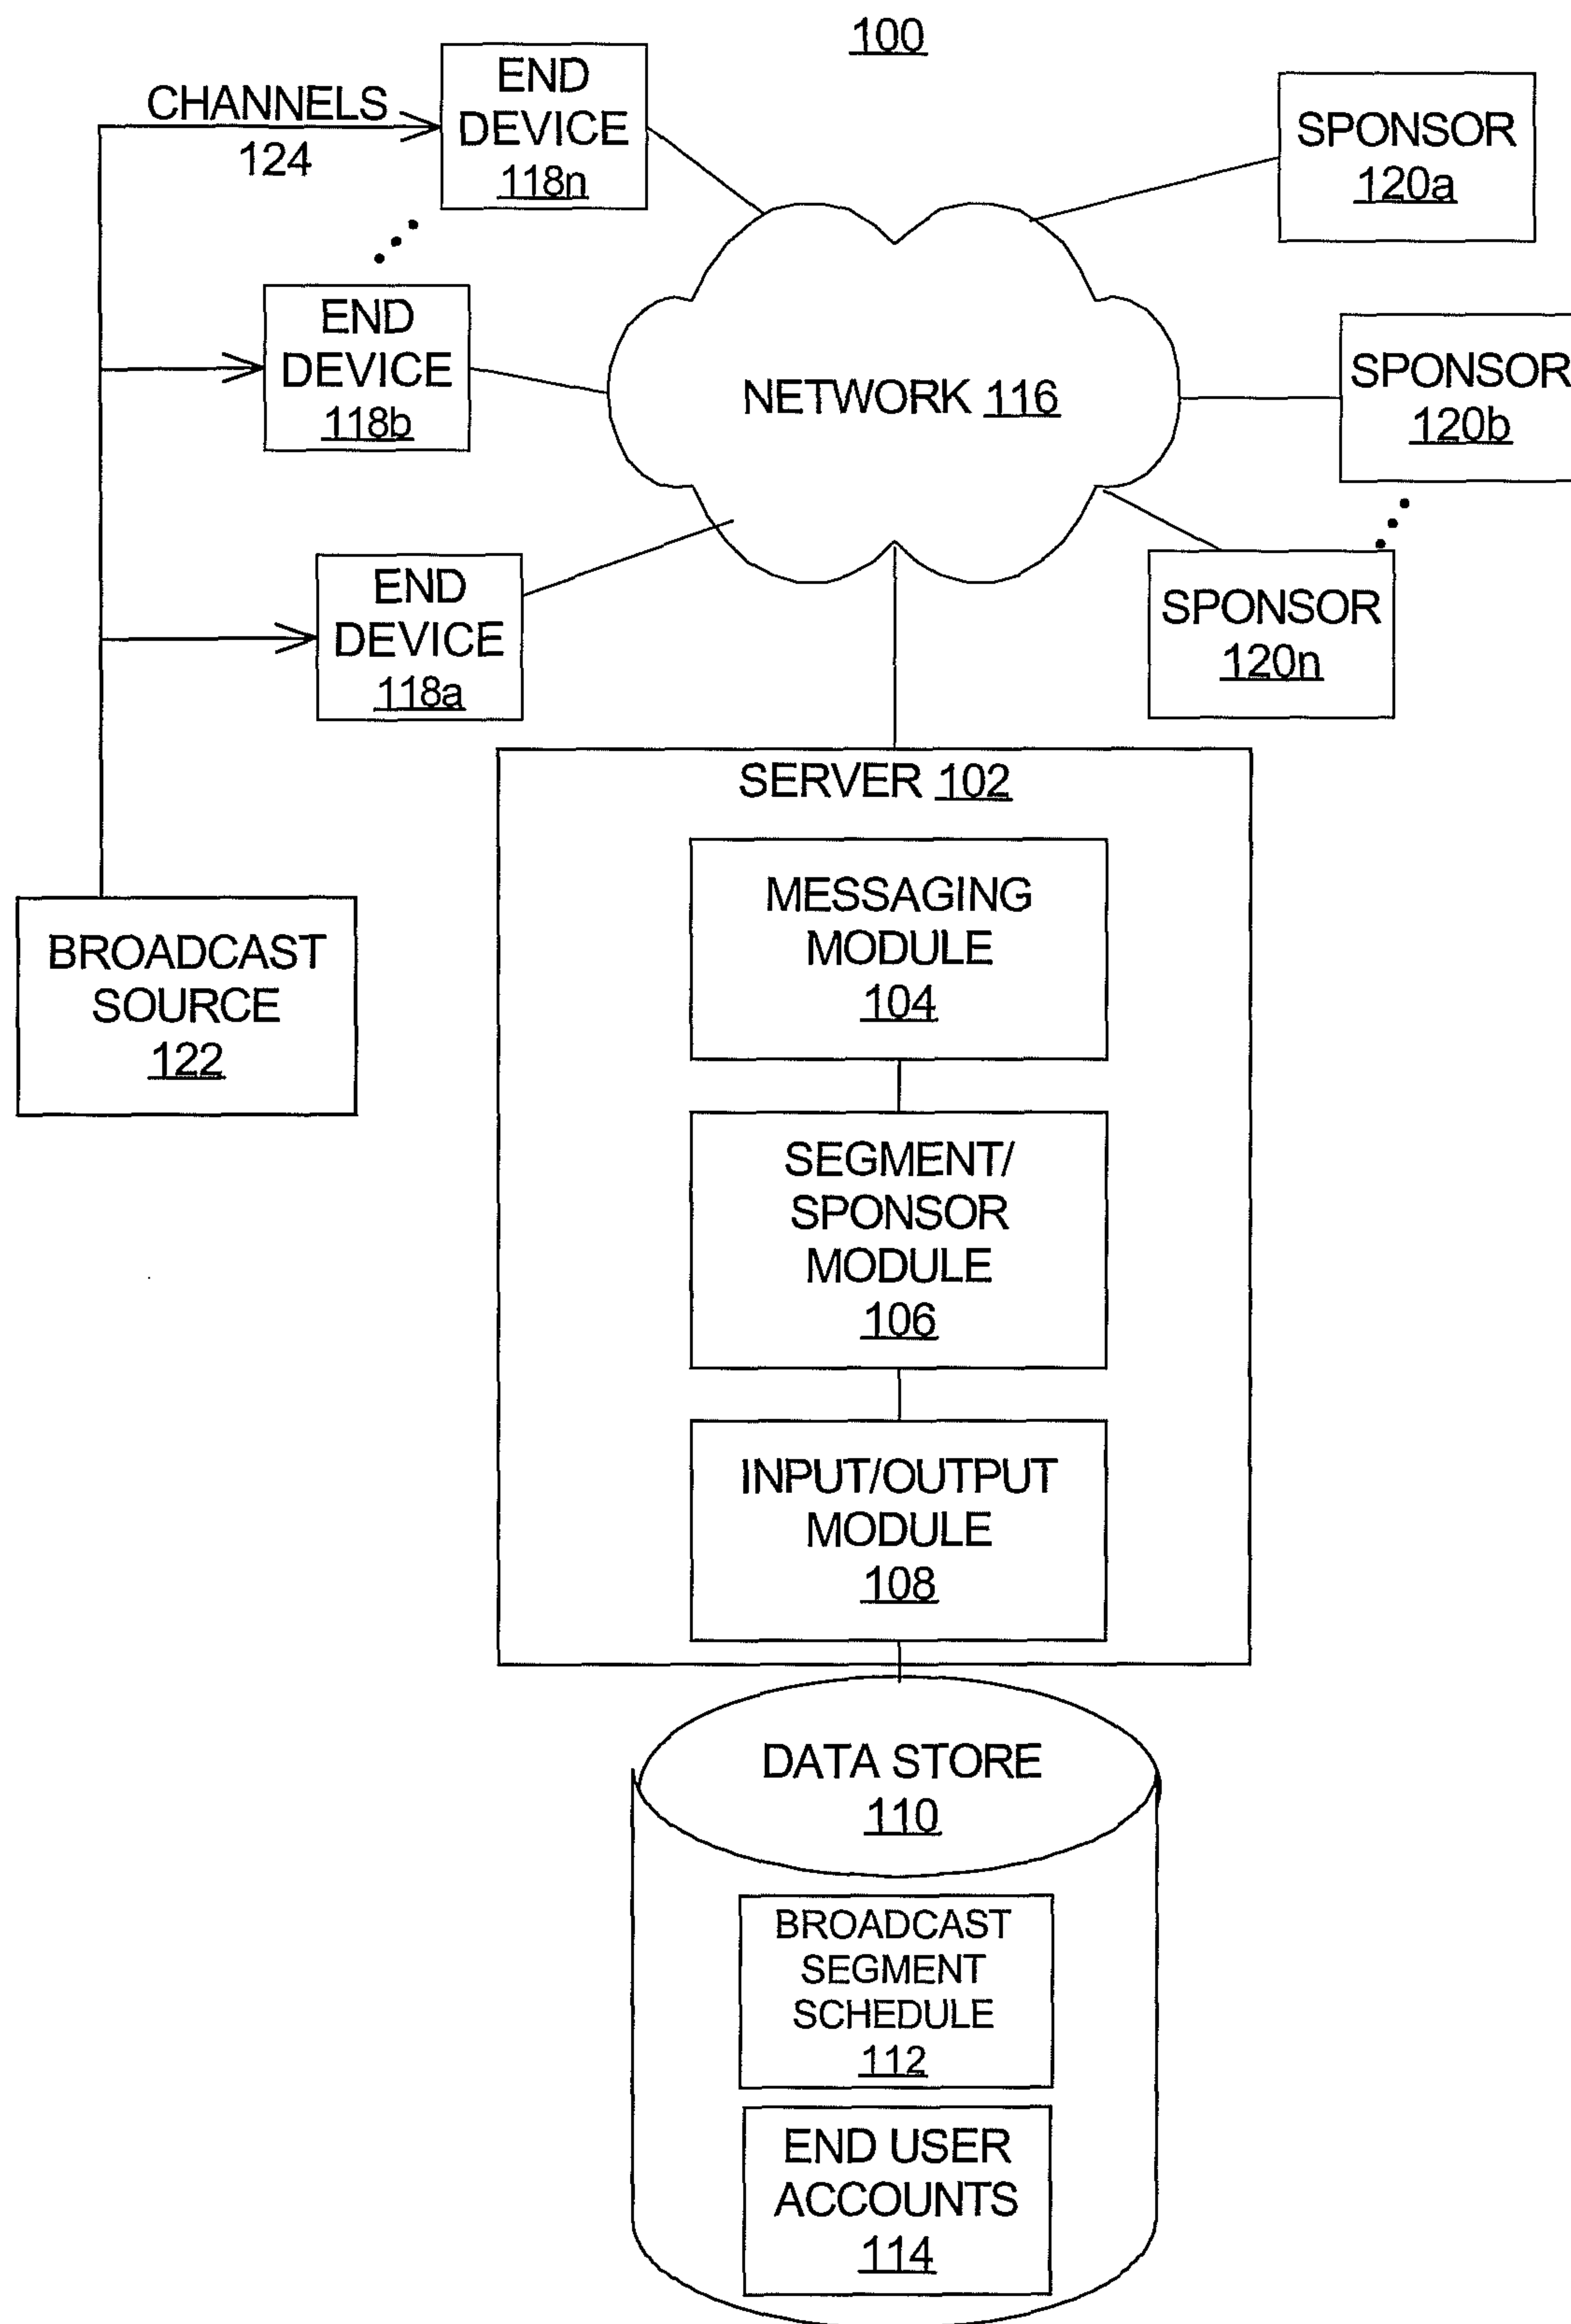 100
CHANNELS
124
END
DEVICE
118n
SPONSOR
120a
END
DEVICE
118b
NETWORK 116
SPONSOR
120b
END
DEVICE
118a
SPONSOR
120n
SERVER 102
MESSAGING
MODULE
104
BROADCAST
SOURCE
122
SEGMENT/
SPONSOR
MODULE
106
INPUT/OUTPUT
MODULE
108
DATA STORE
110
BROADCAST
SEGMENT
SCHEDULE
112
END USER
ACCOUNTS
114